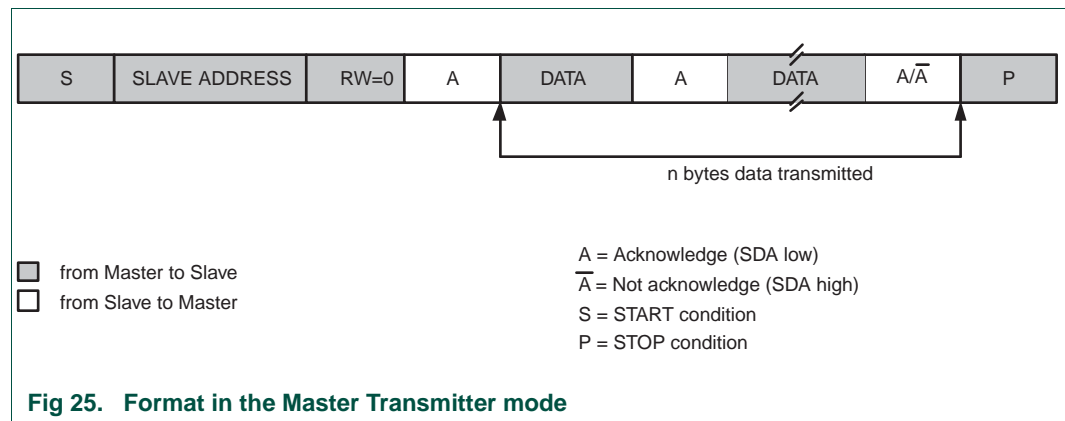 S SLAVE ADDRESS RW=0 A DATA A DATA A/A̅ P
n bytes data transmitted
from Master to Slave
from Slave to Master
A = Acknowledge (SDA low)
A̅ = Not acknowledge (SDA high)
S = START condition
P = STOP condition
Fig 25. Format in the Master Transmitter mode